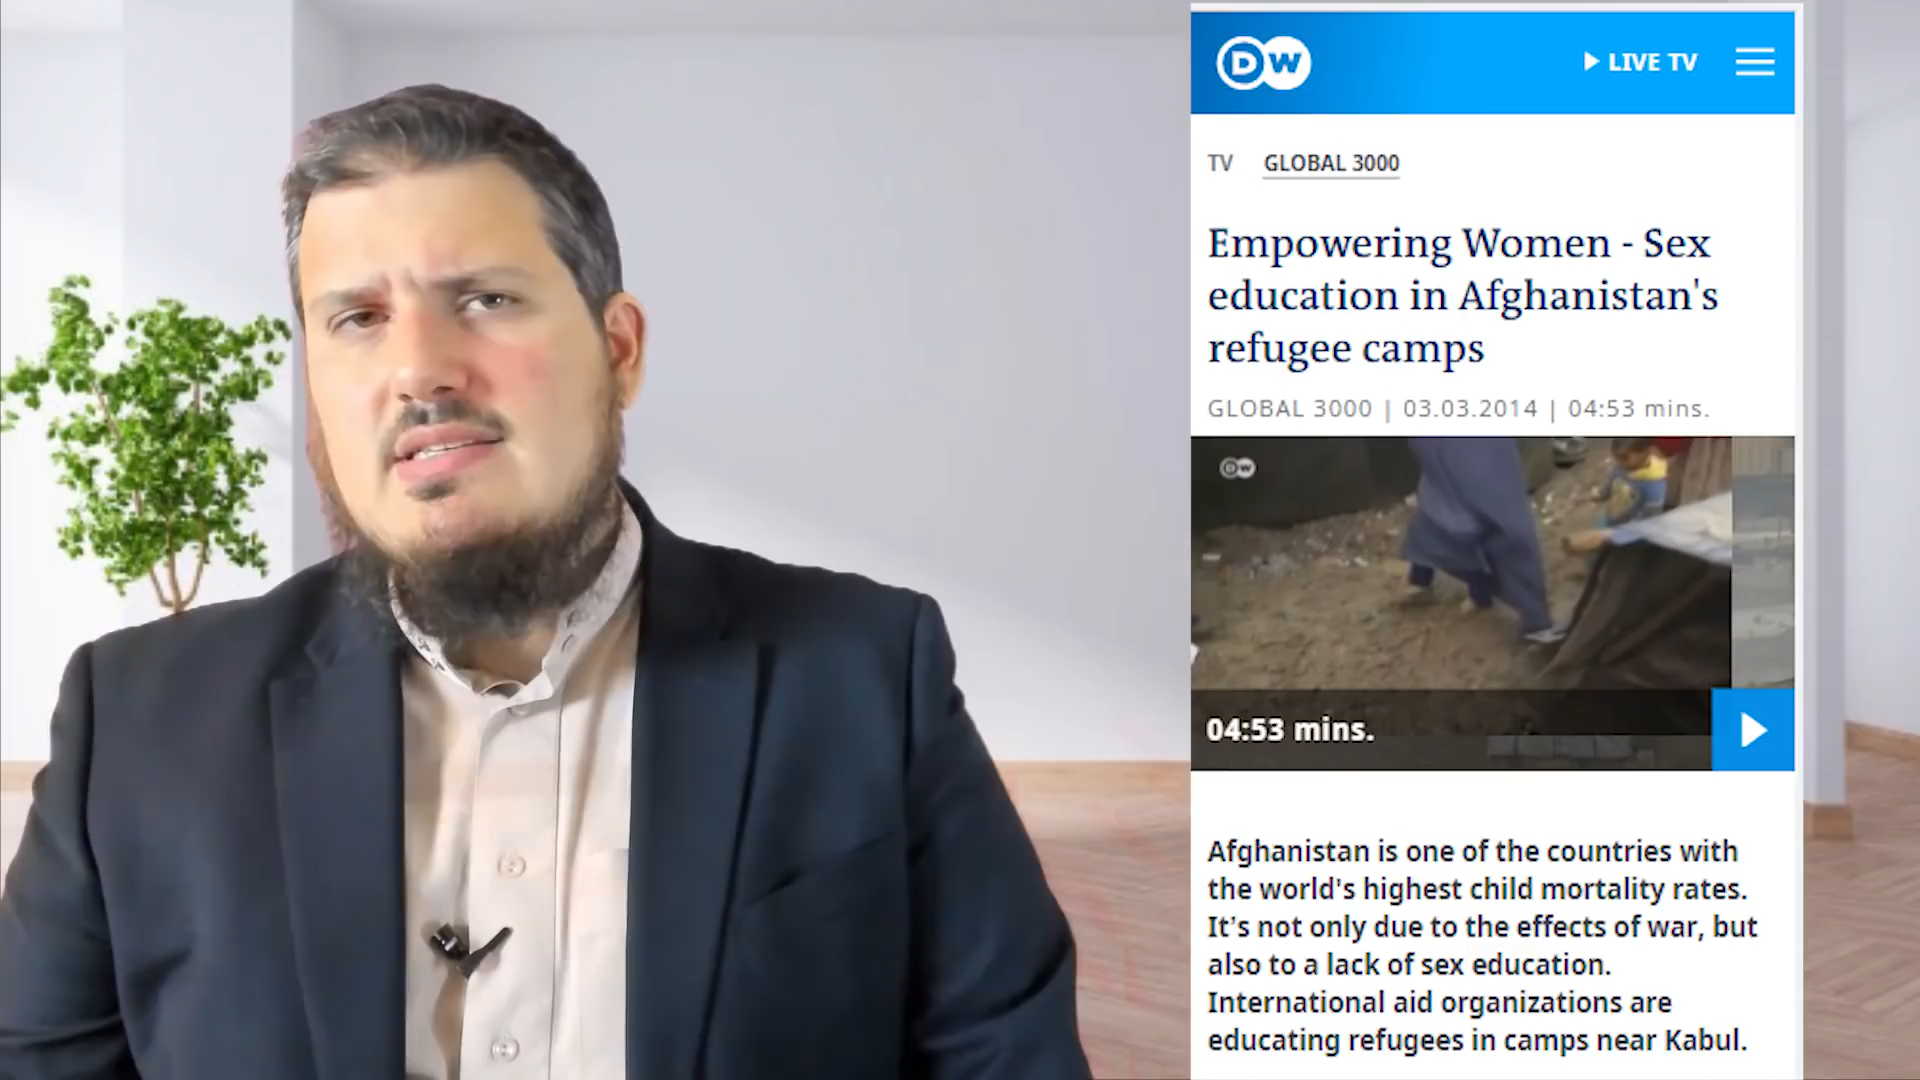 DW
LIVE TV
TV GLOBAL 3000
Empowering Women - Sex
education in Afghanistan's
refugee camps
GLOBAL 3000 | 03.03.2014 | 04:53 mins.
DW
04:53 mins.
Afghanistan is one of the countries with
the world's highest child mortality rates.
It's not only due to the effects of war, but
also to a lack of sex education.
International aid organizations are
educating refugees in camps near Kabul.